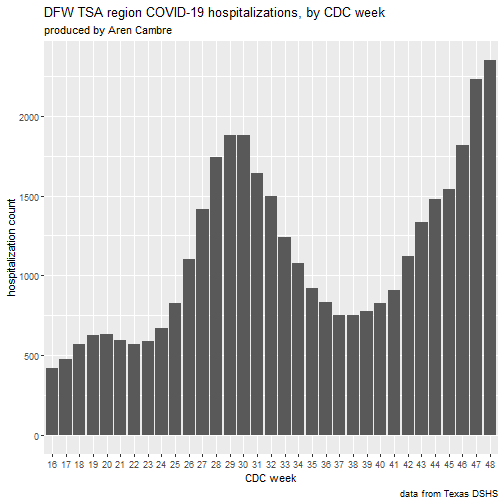 DFW TSA region COVID-19 hospitalizations, by CDC week
produced by Aren Cambre
2000
1500
1000
500
0
hospitalization count
16 17 18 19 20 21 22 23 24 25 26 27 28 29 30 31 32 33 34 35 36 37 38 39 40 41 42 43 44 45 46 47 48
CDC week
data from Texas DSHS